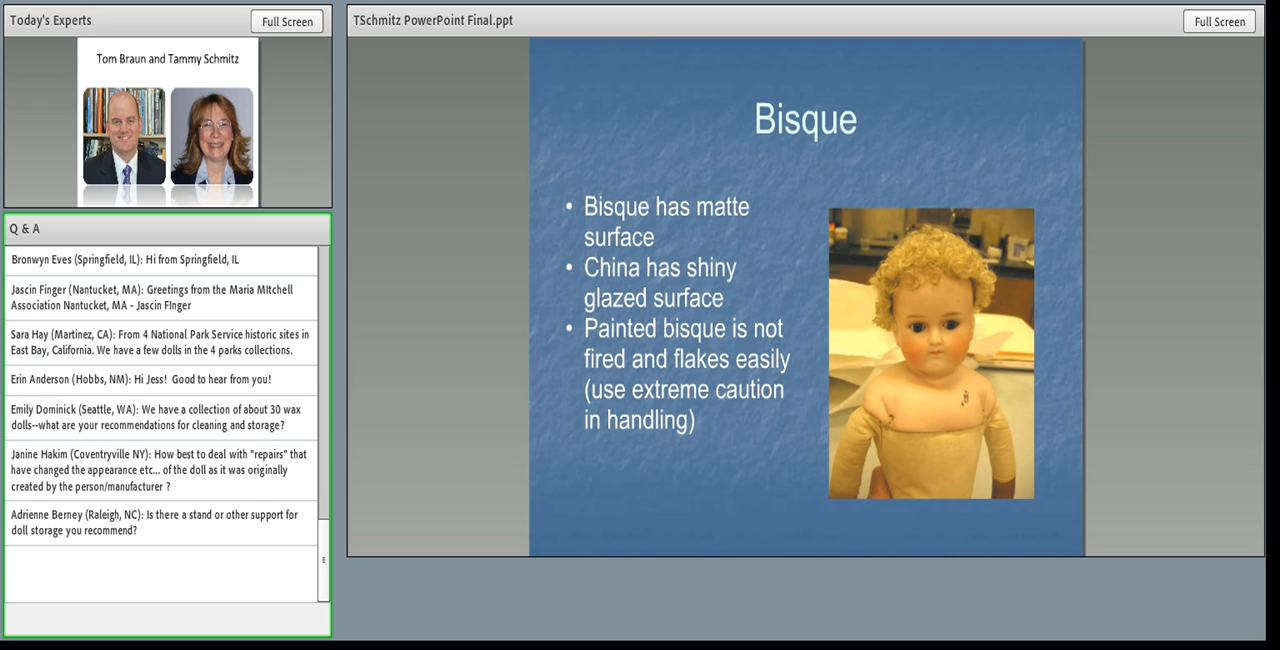 Today's Experts
Full Screen
Tom Braun and Tammy Schmitz
Q & A
Bronwyn Eves (Springfield, IL): Hi from Springfield, IL
Jascin Finger (Nantucket, MA): Greetings from the Maria MItchell
Association Nantucket, MA - Jascin FInger
Sara Hay (Martinez, CA): From 4 National Park Service historic sites in
East Bay, California. We have a few dolls in the 4 parks collections.
Erin Anderson (Hobbs, NM): Hi Jess!  Good to hear from you!
Emily Dominick (Seattle, WA): We have a collection of about 30 wax
dolls--what are your recommendations for cleaning and storage?
Janine Hakim (Coventryville NY): How best to deal with "repairs" that
have changed the appearance etc... of the doll as it was originally
created by the person/manufacturer ?
Adrienne Berney (Raleigh, NC): Is there a stand or other support for
doll storage you recommend?
TSchmitz PowerPoint Final.ppt
Full Screen
Bisque
• Bisque has matte
surface
• China has shiny
glazed surface
• Painted bisque is not
fired and flakes easily
(use extreme caution
in handling)